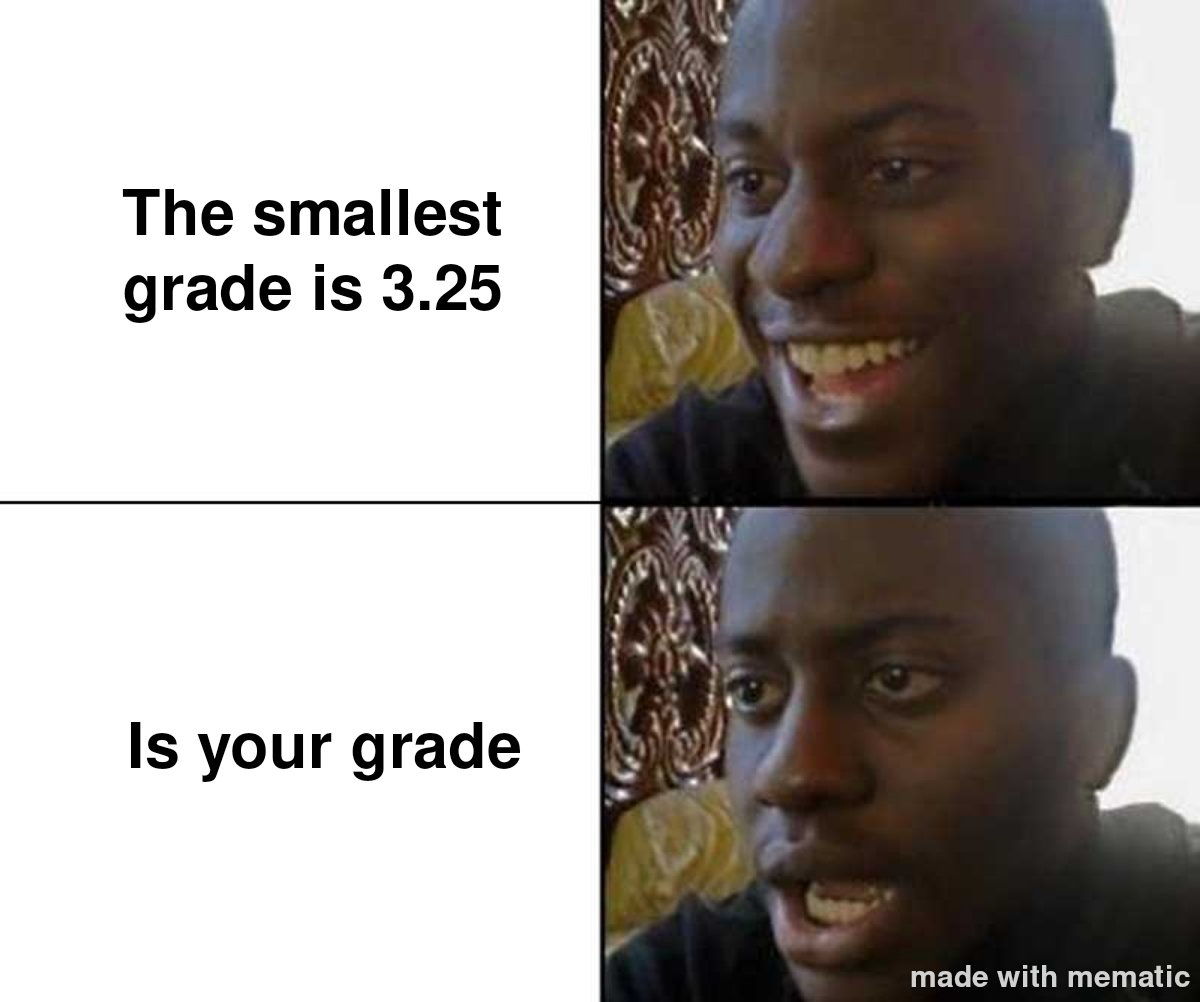 The smallest
grade is 3.25
Is your grade
made with mematic